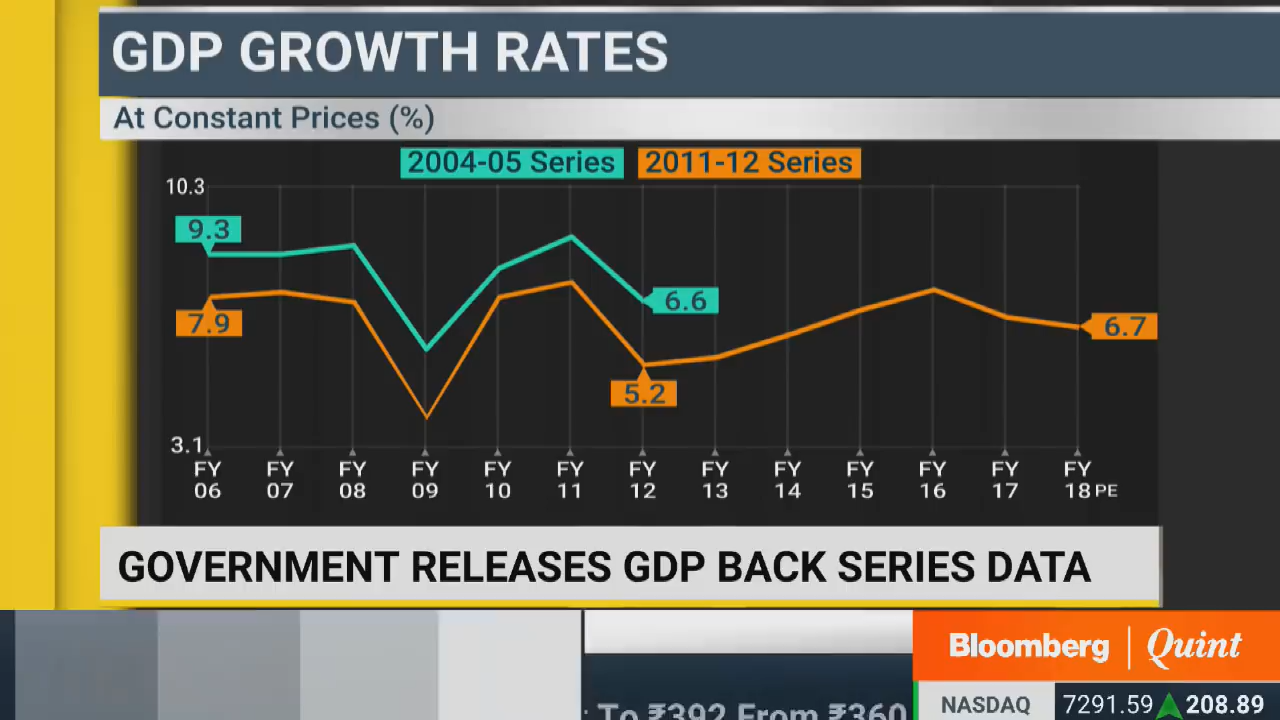 GDP GROWTH RATES
At Constant Prices (%)
2004-05 Series 2011-12 Series
10.3
9.3
7.9
6.6
5.2
6.7
3.1
FY FY FY FY FY FY FY FY FY FY FY FY FY
06 07 08 09 10 11 12 13 14 15 16 17 18 PE
GOVERNMENT RELEASES GDP BACK SERIES DATA
Bloomberg | Quint
To ₹392 From ₹360
NASDAQ 7291.59 208.89